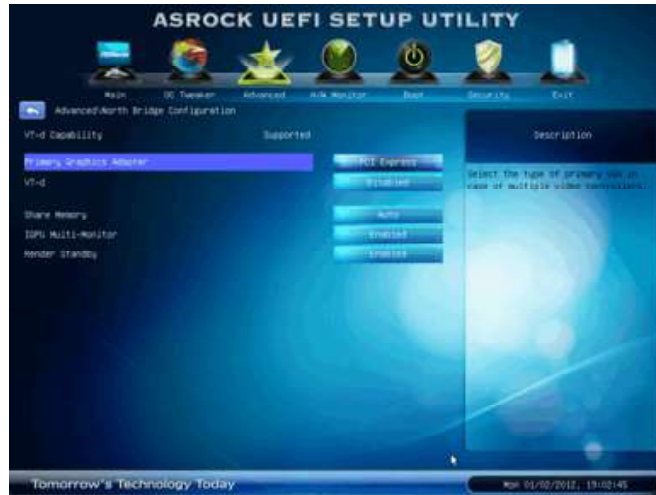 ASROCK UEFI SETUP UTILITY
Main
OC Tweaker
Advanced
H/W Monitor
Boot
Security
Exit
Advanced\North Bridge Configuration
VT-d Capability Supported
Primary Graphics Adapter PCI Express
VT-d Disabled
Share Memory Auto
IGPU Multi-Monitor Enabled
Render Standby Enabled
Description
Select the type of primary VGA in
case of multiple video controllers.
Tomorrow's Technology Today
Mon 01/02/2012, 19:02:45